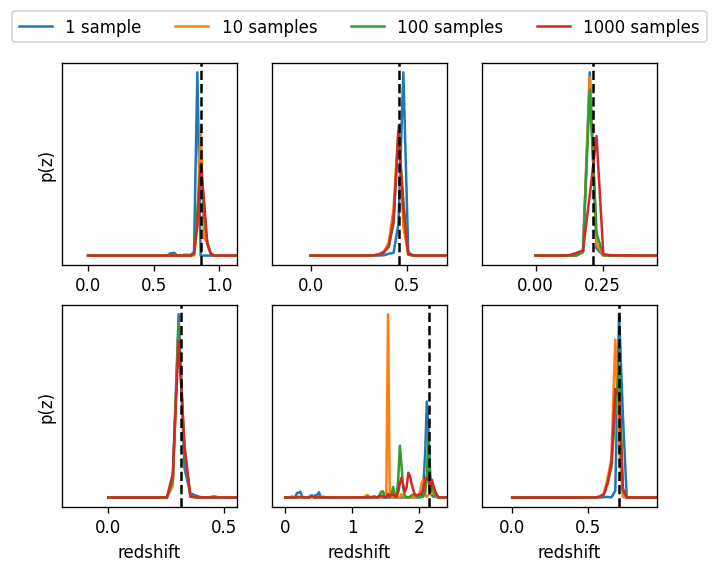 1 sample 10 samples 100 samples 1000 samples
p(z)
0.0 0.5 1.0 0.0 0.5 0.00 0.25
p(z)
0.0 0.5 0 1 2 0.0 0.5
redshift redshift redshift